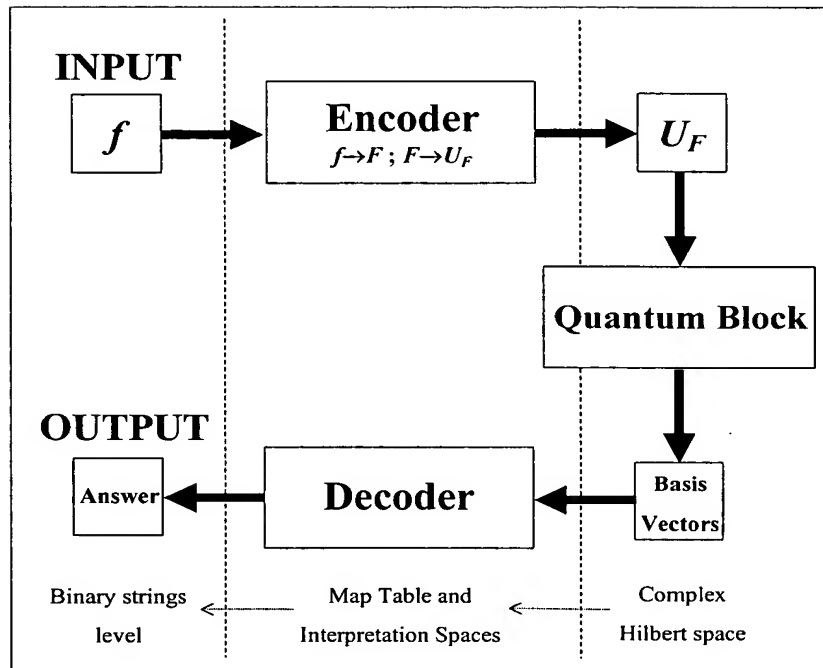 INPUT
f
Encoder
f→F ; F→U_F
U_F
Quantum Block
OUTPUT
Answer
Decoder
Basis
Vectors
Binary strings
level
Map Table and
Interpretation Spaces
Complex
Hilbert space